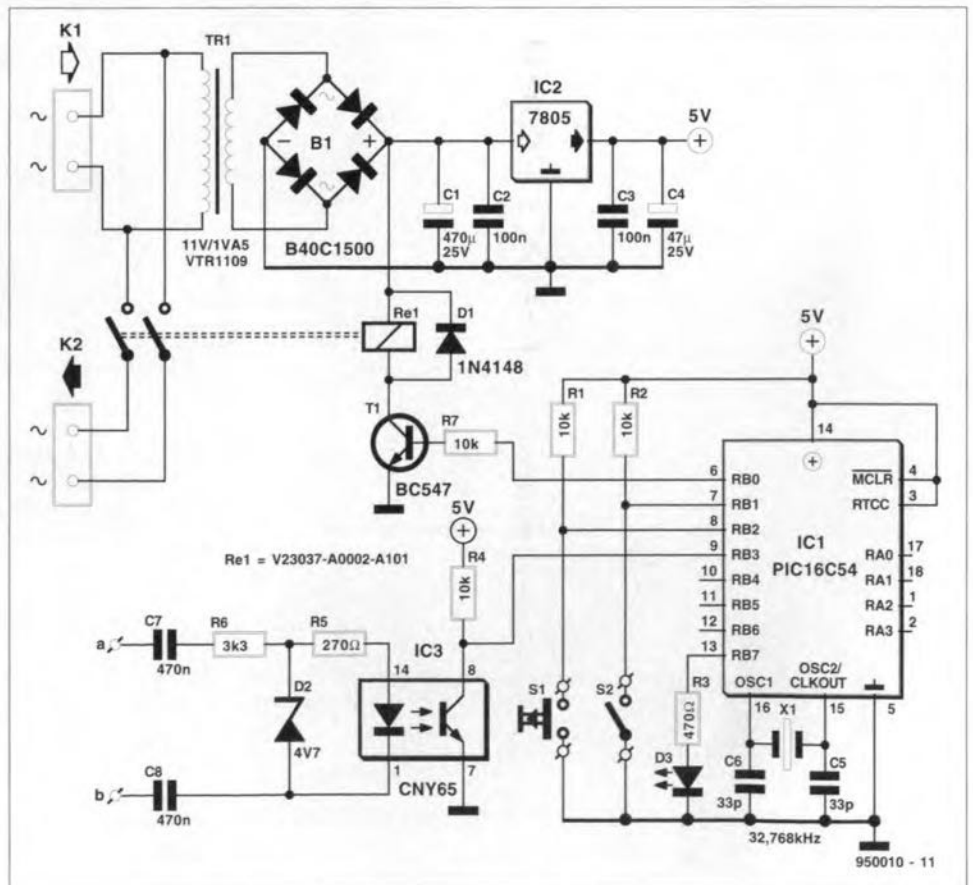 K1
TR1
~
~
11V/1VA5
VTR1109
~
−
B1
+
~
B40C1500
IC2
7805
5V
C1
470µ
25V
C2
100n
C3
100n
C4
47µ
25V
K2
~
~
Re1
D1
1N4148
T1
R7
10k
BC547
5V
R4
10k
Re1 = V23037-A0002-A101
R1
10k
R2
10k
5V
14
6 RB0
7 RB1
8 RB2
9 RB3
10 RB4
11 RB5
12 RB6
13 RB7
MCLR 4
RTCC 3
IC1
PIC16C54
RA0 17
RA1 18
RA2 1
RA3 2
OSC1
OSC2/
CLKOUT
16
15
5
a
C7
470n
R6
3k3
R5
270Ω
D2
4V7
IC3
14
8
1
7
CNY65
b
C8
470n
S1
S2
R3
470Ω
D3
X1
C6
33p
C5
33p
32,768kHz
950010 - 11